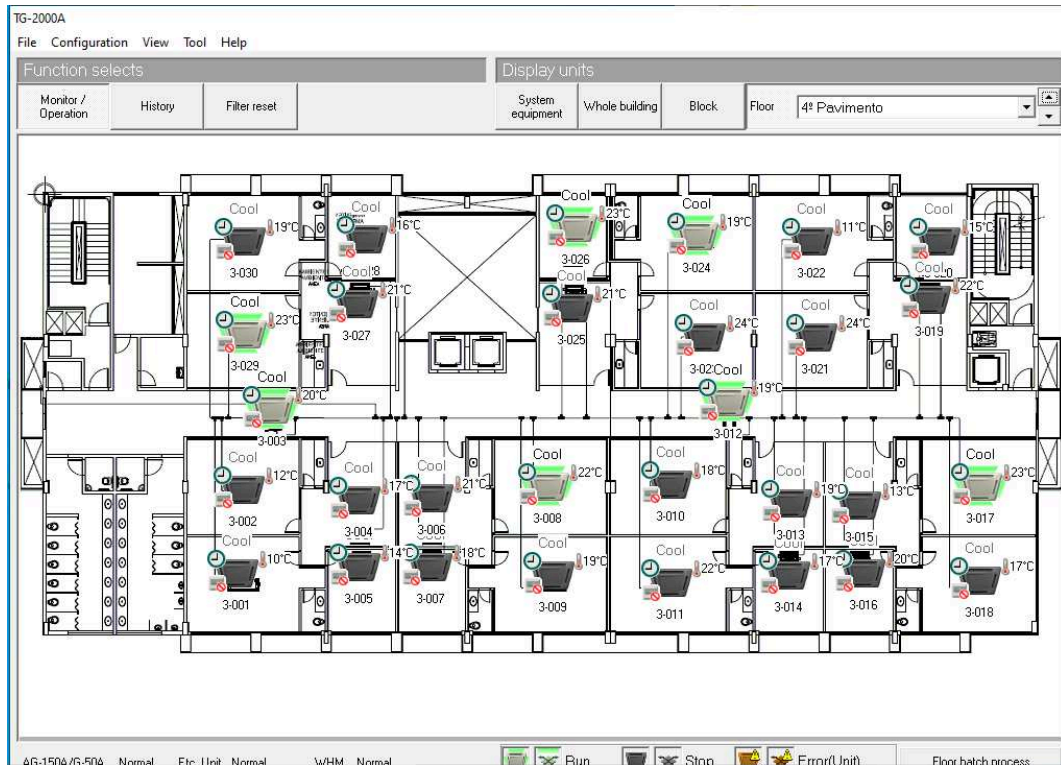 TG-2000A
File Configuration View Tool Help
Function selects
Display units
Monitor / Operation
History
Filter reset
System equipment
Whole building
Block
Floor
4º Pavimento
Cool 19°C 3-030
Cool 16°C
Cool 23°C 3-026
Cool 19°C 3-024
Cool 11°C 3-022
Cool 15°C
Cool 21°C 3-027
21°C 3-025
Cool 22°C 3-019
Cool 23°C 3-029
Cool 24°C
Cool 24°C 3-021
Cool 20°C 3-003
Cool 19°C 3-012
Cool 12°C 3-002
Cool 17°C 3-004
Cool 21°C 3-006
Cool 22°C 3-008
Cool 18°C 3-010
Cool 19°C 3-013
Cool 13°C 3-015
Cool 23°C 3-017
Cool 10°C 3-001
14°C 3-005
18°C 3-007
Cool 19°C 3-009
Cool 22°C 3-011
17°C 3-014
20°C 3-016
Cool 17°C 3-018
AG-150A/G-50A Normal Etc. Unit Normal WHM Normal
Run
Stop
Error(Unit)
Floor batch process